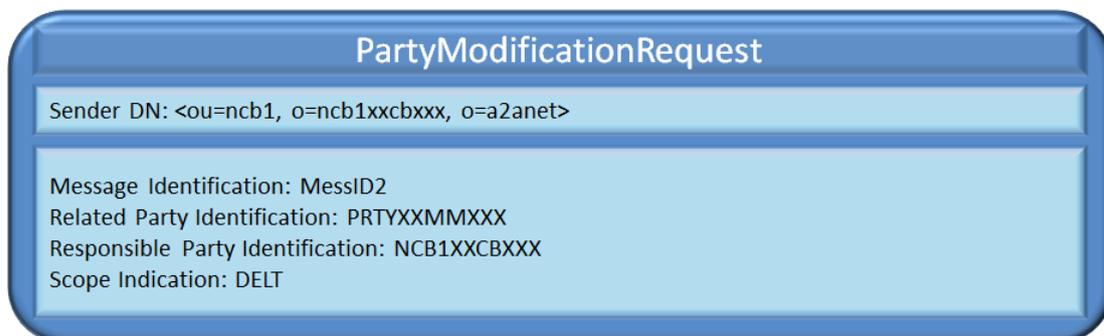 PartyModificationRequest
Sender DN: <ou=ncb1, o=ncb1xxcbxxx, o=a2anet>
Message Identification: MessID2
Related Party Identification: PRTYXXMMXXX
Responsible Party Identification: NCB1XXCBXXX
Scope Indication: DELT